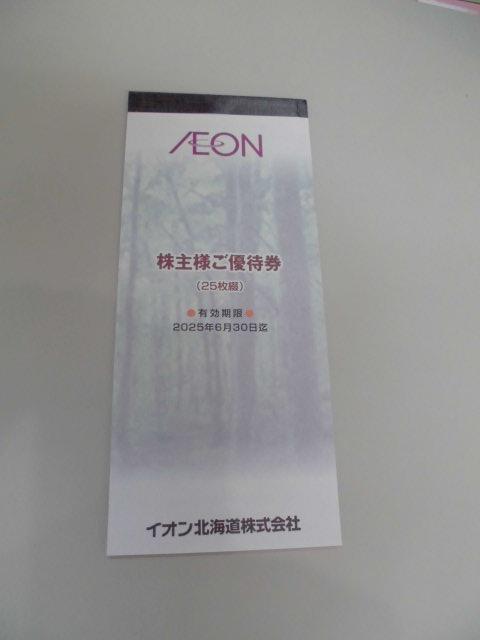 ÆON
株主様ご優待券
(25枚綴)
●有効期限●
2025年6月30日迄
イオン北海道株式会社